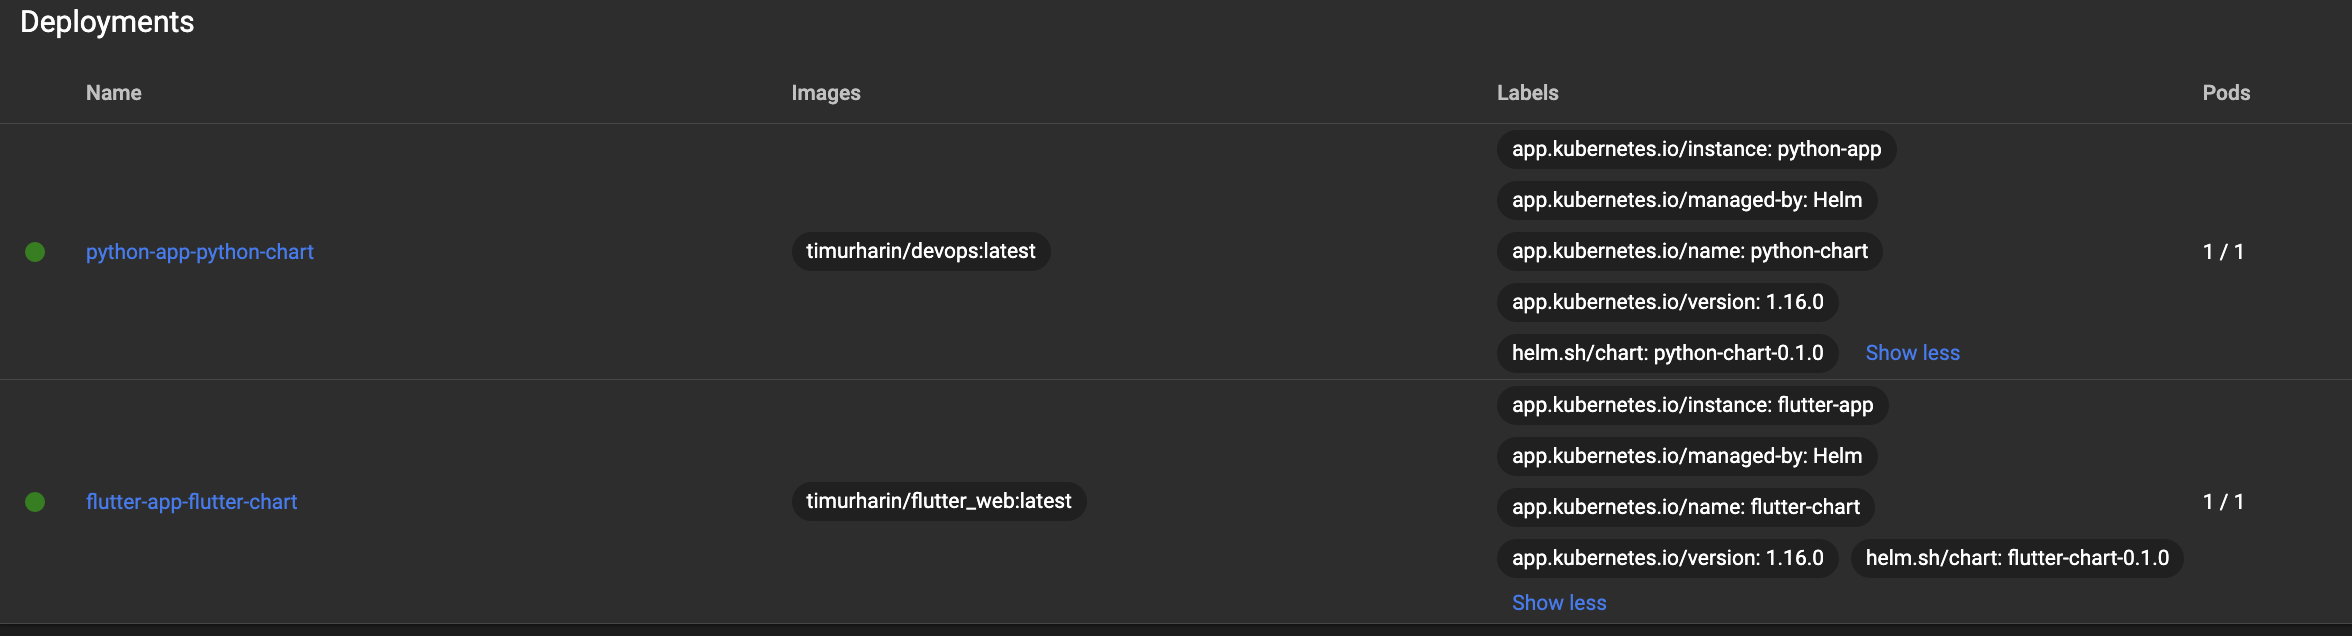 Deployments
Name Images Labels Pods
app.kubernetes.io/instance: python-app
app.kubernetes.io/managed-by: Helm
python-app-python-chart timurharin/devops:latest app.kubernetes.io/name: python-chart 1 / 1
app.kubernetes.io/version: 1.16.0
helm.sh/chart: python-chart-0.1.0 Show less
app.kubernetes.io/instance: flutter-app
app.kubernetes.io/managed-by: Helm
flutter-app-flutter-chart timurharin/flutter_web:latest app.kubernetes.io/name: flutter-chart 1 / 1
app.kubernetes.io/version: 1.16.0 helm.sh/chart: flutter-chart-0.1.0
Show less